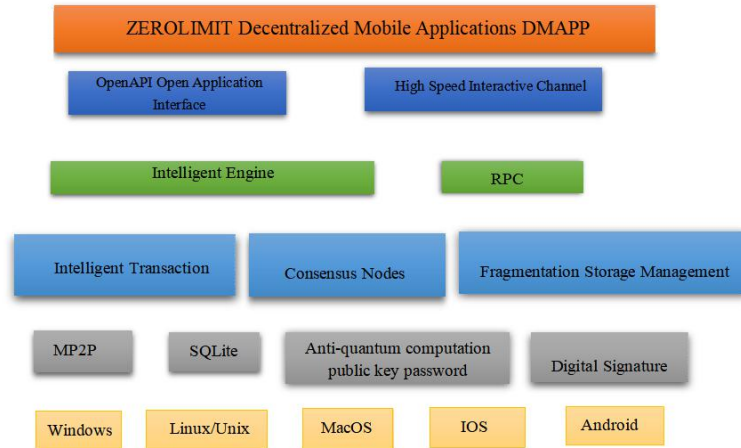 ZEROLIMIT Decentralized Mobile Applications DMAPP
OpenAPI Open Application
Interface
High Speed Interactive Channel
Intelligent Engine
RPC
Intelligent Transaction
Consensus Nodes
Fragmentation Storage Management
MP2P
SQLite
Anti-quantum computation
public key password
Digital Signature
Windows
Linux/Unix
MacOS
IOS
Android